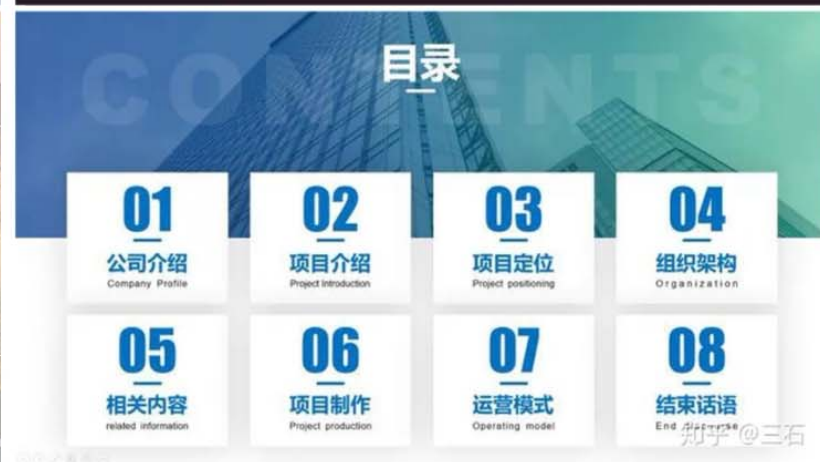 CONTENTS
目录
01
公司介绍
Company Profile
02
项目介绍
Project Introduction
03
项目定位
Project positioning
04
组织架构
Organization
05
相关内容
related information
06
项目制作
Project production
07
运营模式
Operating model
08
结束话语
End discourse
知乎 @三石